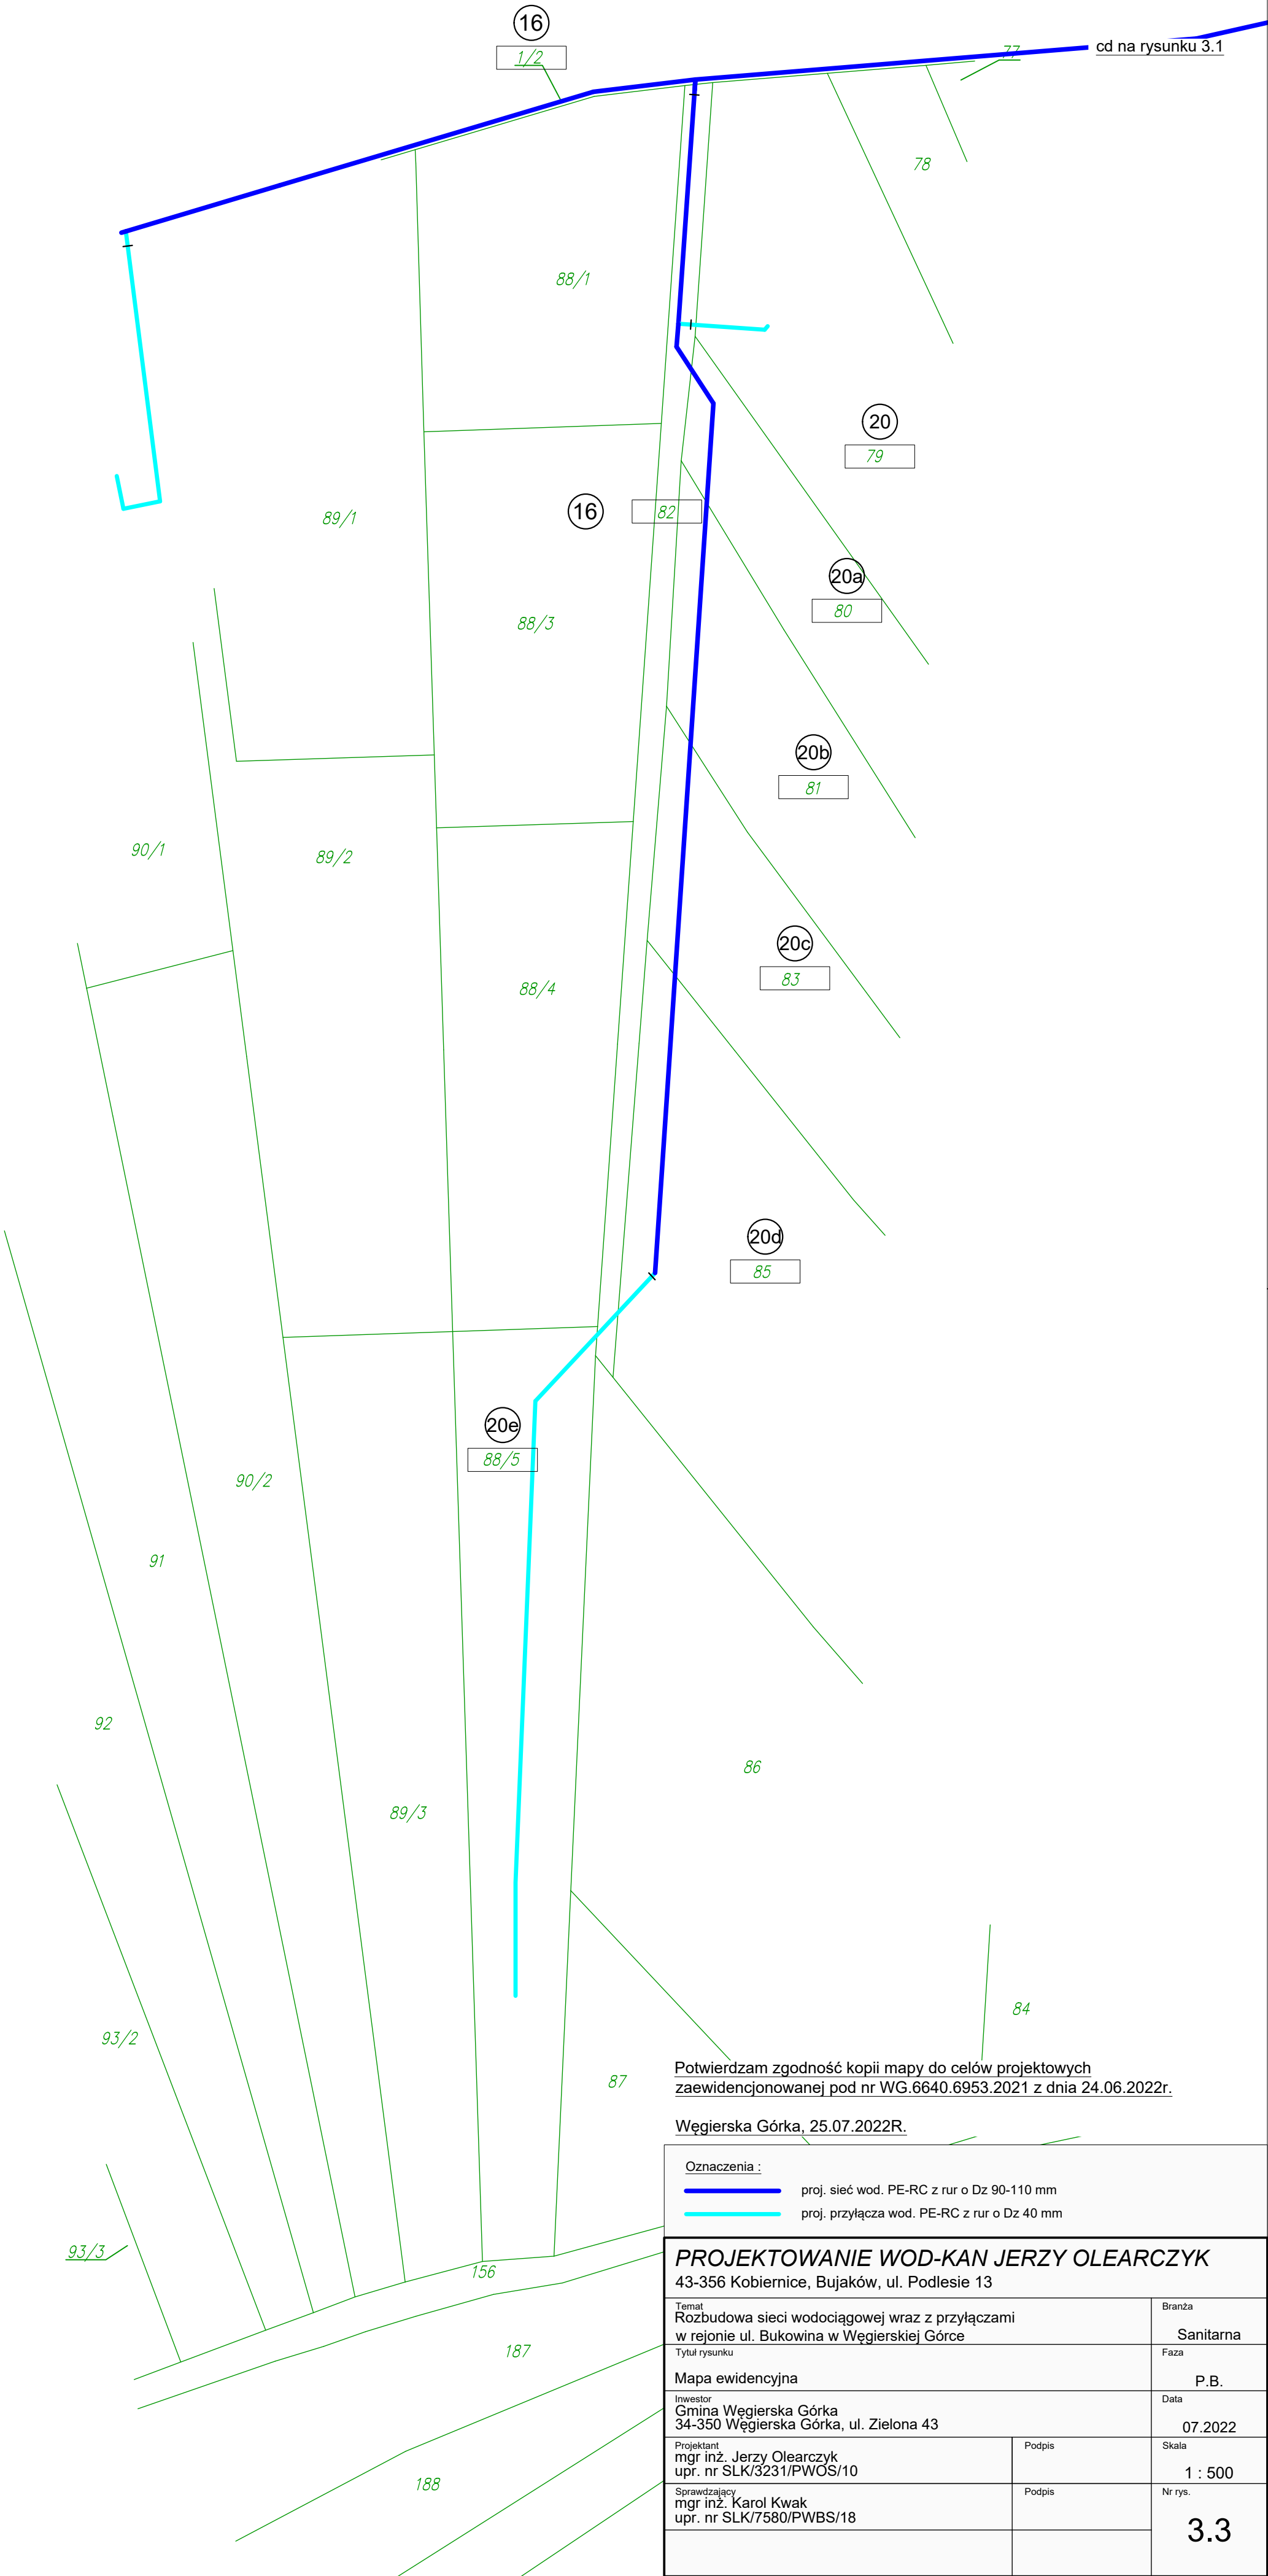 16
1/2
77
cd na rysunku 3.1
78
88/1
20
79
16
82
89/1
20a
80
88/3
20b
81
90/1
89/2
20c
83
88/4
20d
85
20e
88/5
90/2
91
92
86
89/3
84
93/2
87
Potwierdzam zgodność kopii mapy do celów projektowych
zaewidencjonowanej pod nr WG.6640.6953.2021 z dnia 24.06.2022r.
Węgierska Górka, 25.07.2022R.
Oznaczenia :
proj. sieć wod. PE-RC z rur o Dz 90-110 mm
proj. przyłącza wod. PE-RC z rur o Dz 40 mm
93/3
156
187
188
PROJEKTOWANIE WOD-KAN JERZY OLEARCZYK
43-356 Kobiernice, Bujaków, ul. Podlesie 13
Temat
Rozbudowa sieci wodociągowej wraz z przyłączami
w rejonie ul. Bukowina w Węgierskiej Górce
Branża
Sanitarna
Tytuł rysunku
Mapa ewidencyjna
Faza
P.B.
Inwestor
Gmina Węgierska Górka
34-350 Węgierska Górka, ul. Zielona 43
Data
07.2022
Projektant
mgr inż. Jerzy Olearczyk
upr. nr SLK/3231/PWOS/10
Podpis
Skala
1 : 500
Sprawdzający
mgr inż. Karol Kwak
upr. nr SLK/7580/PWBS/18
Podpis
Nr rys.
3.3